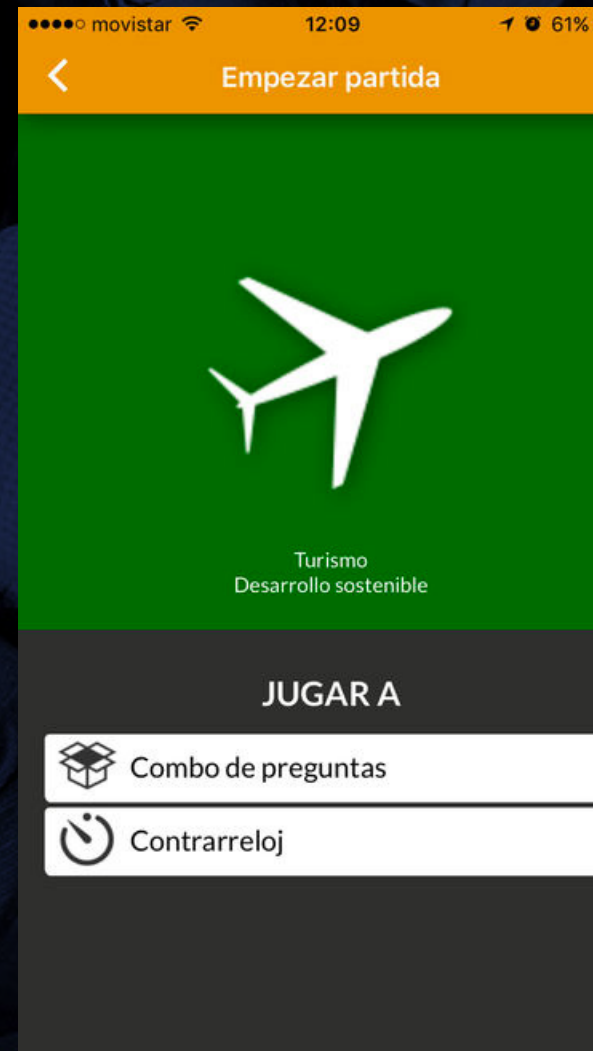 movistar 12:09 61%
Empezar partida
Turismo
Desarrollo sostenible
JUGAR A
Combo de preguntas
Contrarreloj